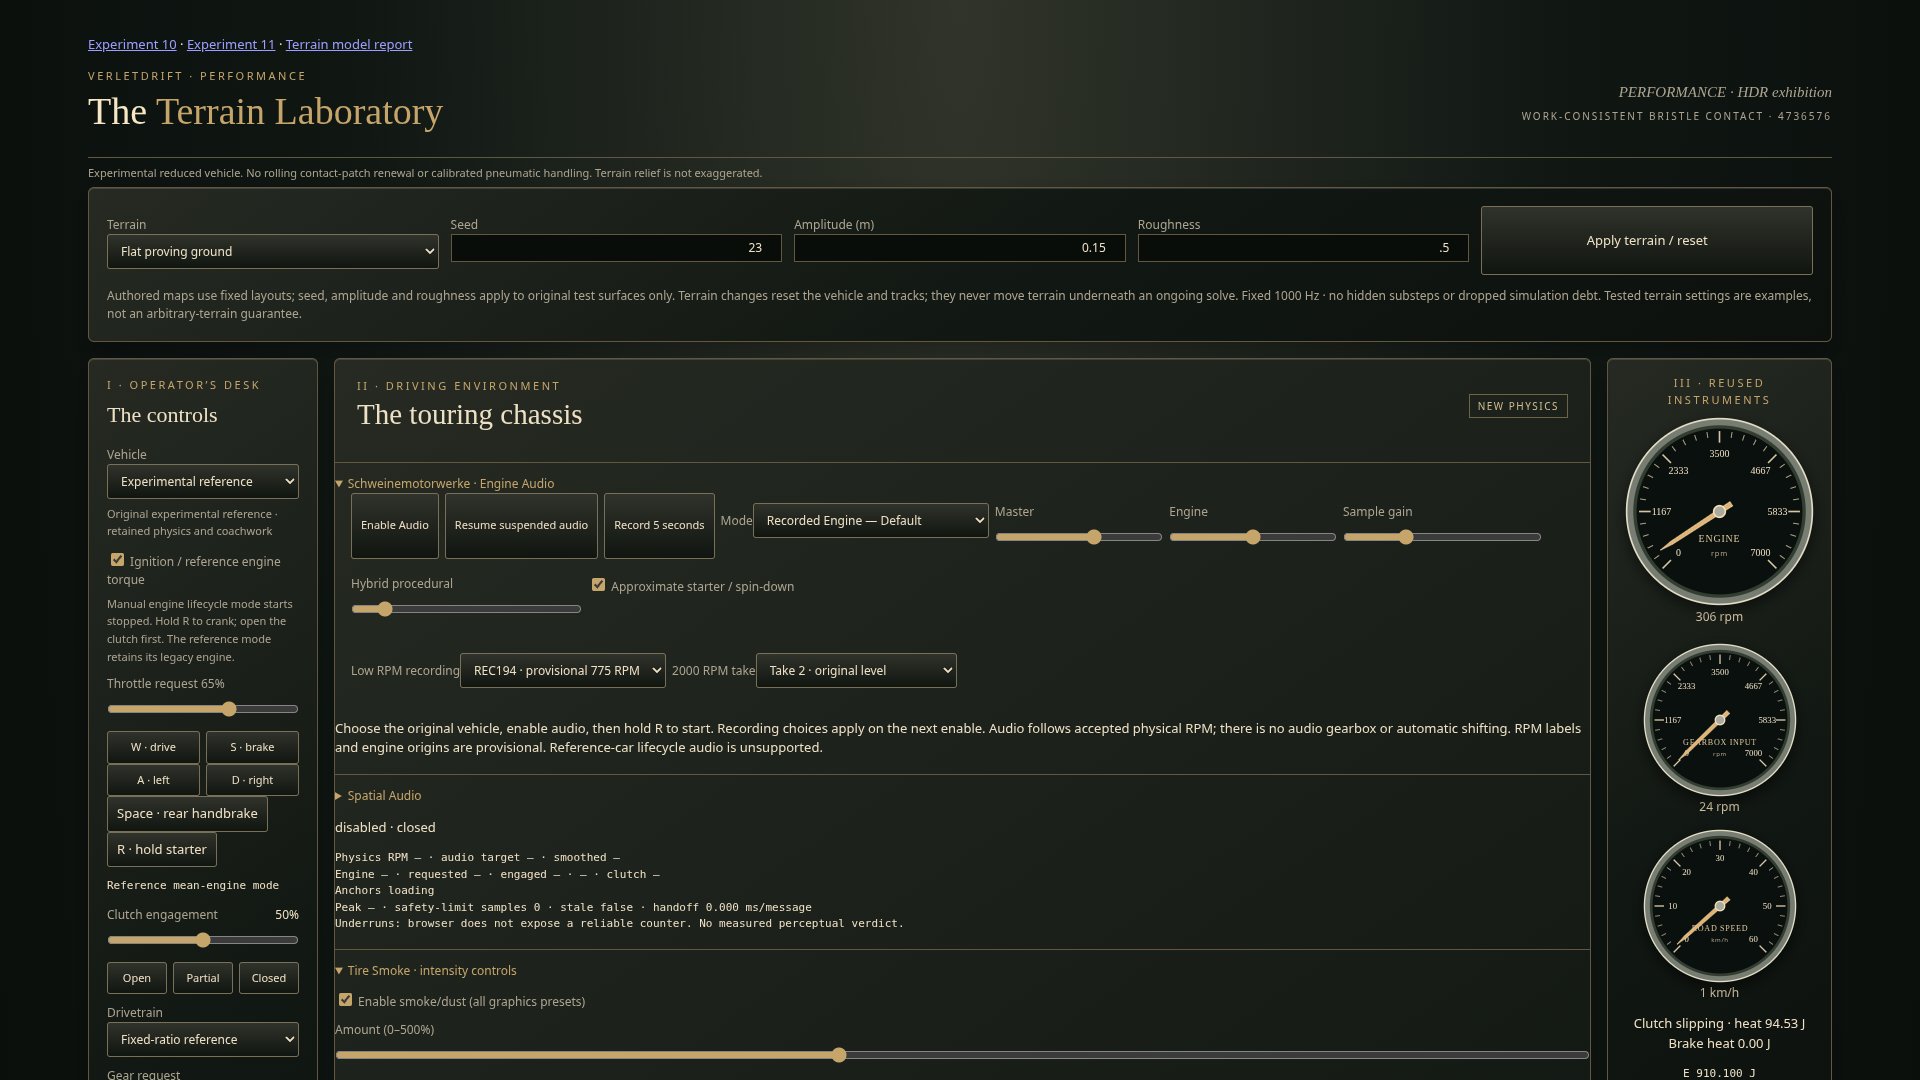 Experiment 10 · Experiment 11 · Terrain model report
VERLETDRIFT · PERFORMANCE
The Terrain Laboratory
PERFORMANCE · HDR exhibition
WORK-CONSISTENT BRISTLE CONTACT · 4736576
Experimental reduced vehicle. No rolling contact-patch renewal or calibrated pneumatic handling. Terrain relief is not exaggerated.
Terrain
Seed
Amplitude (m)
Roughness
Flat proving ground
23
0.15
.5
Apply terrain / reset
Authored maps use fixed layouts; seed, amplitude and roughness apply to original test surfaces only. Terrain changes reset the vehicle and tracks; they never move terrain underneath an ongoing solve. Fixed 1000 Hz · no hidden substeps or dropped simulation debt. Tested terrain settings are examples,
not an arbitrary-terrain guarantee.
I · OPERATOR'S DESK
The controls
Vehicle
Experimental reference
Original experimental reference ·
retained physics and coachwork
Ignition / reference engine
torque
Manual engine lifecycle mode starts
stopped. Hold R to crank; open the
clutch first. The reference mode
retains its legacy engine.
Throttle request 65%
W · drive
S · brake
A · left
D · right
Space · rear handbrake
R · hold starter
Reference mean-engine mode
Clutch engagement
50%
Open
Partial
Closed
Drivetrain
Fixed-ratio reference
Gear request
II · DRIVING ENVIRONMENT
The touring chassis
NEW PHYSICS
▼ Schweinemotorwerke · Engine Audio
Enable Audio
Resume suspended audio
Record 5 seconds
Mode
Recorded Engine — Default
Master
Engine
Sample gain
Hybrid procedural
Approximate starter / spin-down
Low RPM recording
REC194 · provisional 775 RPM
2000 RPM take
Take 2 · original level
Choose the original vehicle, enable audio, then hold R to start. Recording choices apply on the next enable. Audio follows accepted physical RPM; there is no audio gearbox or automatic shifting. RPM labels
and engine origins are provisional. Reference-car lifecycle audio is unsupported.
▶ Spatial Audio
disabled · closed
Physics RPM — · audio target — · smoothed —
Engine — · requested — · engaged — · — · clutch —
Anchors loading
Peak — · safety-limit samples 0 · stale false · handoff 0.000 ms/message
Underruns: browser does not expose a reliable counter. No measured perceptual verdict.
▼ Tire Smoke · intensity controls
Enable smoke/dust (all graphics presets)
Amount (0–500%)
III · REUSED
INSTRUMENTS
3500
2333
4667
1167
5833
ENGINE
rpm
0
7000
306 rpm
3500
2333
4667
1167
5833
GEARBOX INPUT
rpm
0
7000
24 rpm
30
20
40
10
50
ROAD SPEED
km/h
0
60
1 km/h
Clutch slipping · heat 94.53 J
Brake heat 0.00 J
E 910.100 J